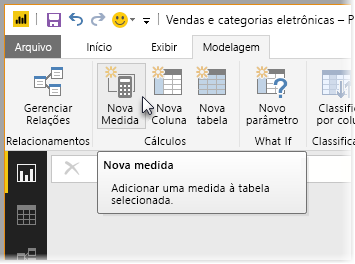 Vendas e categorias eletrônicas – P
Arquivo Início Exibir Modelagem
Gerenciar Relações
Nova Medida
Nova Coluna
Nova tabela
Novo parâmetro
Classific
por colu
Relacionamentos Cálculos What If Classifica
Nova medida
Adicionar uma medida à tabela
selecionada.